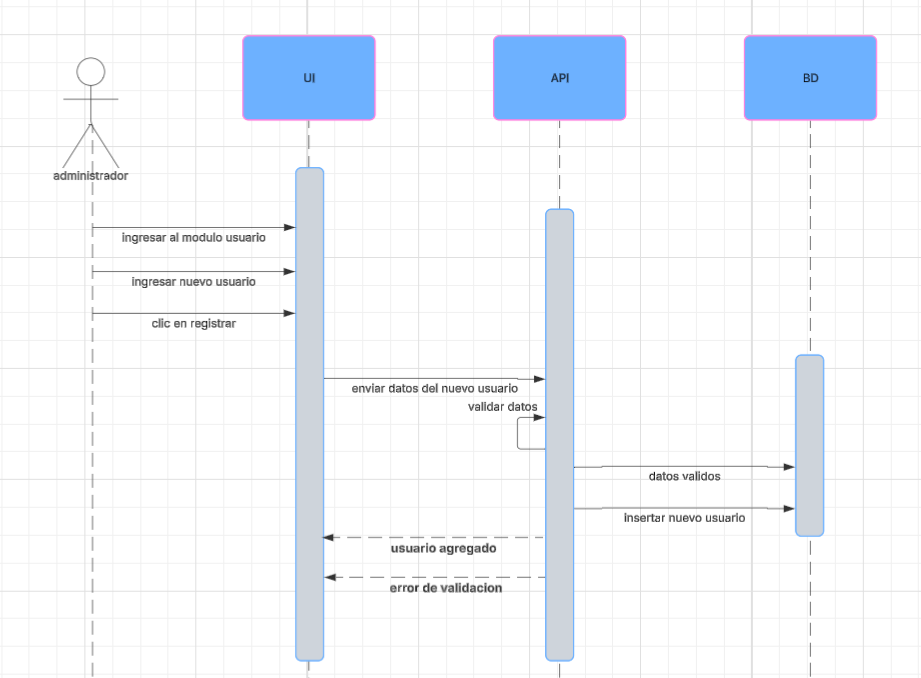 UI
API
BD
administrador
ingresar al modulo usuario
ingresar nuevo usuario
clic en registrar
enviar datos del nuevo usuario
validar datos
datos validos
insertar nuevo usuario
usuario agregado
error de validacion